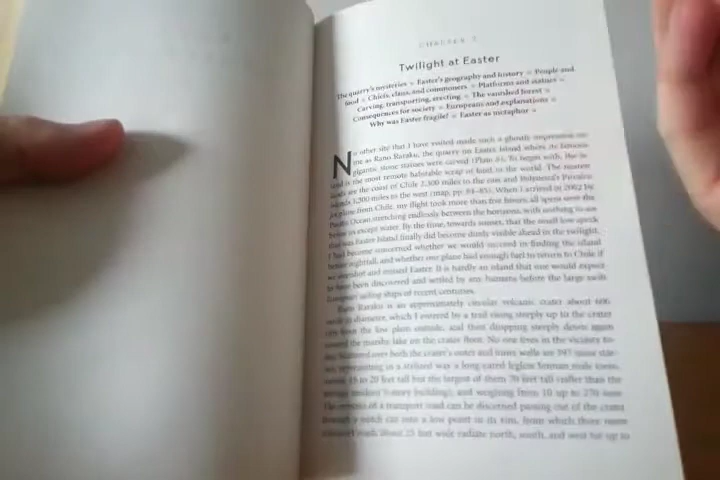 CHAPTER 2
Twilight at Easter
The quarry's mysteries Easter's geography and history People and
food Chiefs, clans, and commoners Platforms and statues
Carving, transporting, erecting The vanished forest
Consequences for society Europeans and explanations
Why was Easter fragile? Easter as metaphor
No other site that I have visited made such a ghostly impression on
me as Rano Raraku, the quarry on Easter Island where its famous
gigantic stone statues were carved (Plate 5). To begin with, the is-
land is the most remote habitable scrap of land in the world. The nearest
lands are the coast of Chile 2,300 miles to the east and Polynesia's Pitcairn
islands 1,300 miles to the west (map, pp. 84–85). When I arrived in 2002 by
jet plane from Chile, my flight took more than five hours, all spent over the
Pacific Ocean stretching endlessly between the horizons, with nothing to see
below us except water. By the time, towards sunset, that the small low speck
that was Easter Island finally did become dimly visible ahead in the twilight,
I had become concerned whether we would succeed in finding the island
before nightfall, and whether our plane had enough fuel to return to Chile if
we overshot and missed Easter. It is hardly an island that one would expect
to have been discovered and settled by any humans before the large swift
European sailing ships of recent centuries.
Rano Raraku is an approximately circular volcanic crater about 600
yards in diameter, which I entered by a trail rising steeply up to the crater
rim from the low plain outside, and then dropping steeply down again
toward the marshy lake on the crater floor. No one lives in the vicinity to-
day. Scattered over both the crater's outer and inner walls are 397 stone stat-
ues, representing in a stylized way a long-eared legless human male torso,
mostly 15 to 20 feet tall but the largest of them 70 feet tall (taller than the
average modern 5-story building), and weighing from 10 up to 270 tons.
The remains of a transport road can be discerned passing out of the crater
through a notch cut into a low point in its rim, from which three more
transport roads about 25 feet wide radiate north, south, and west for up to